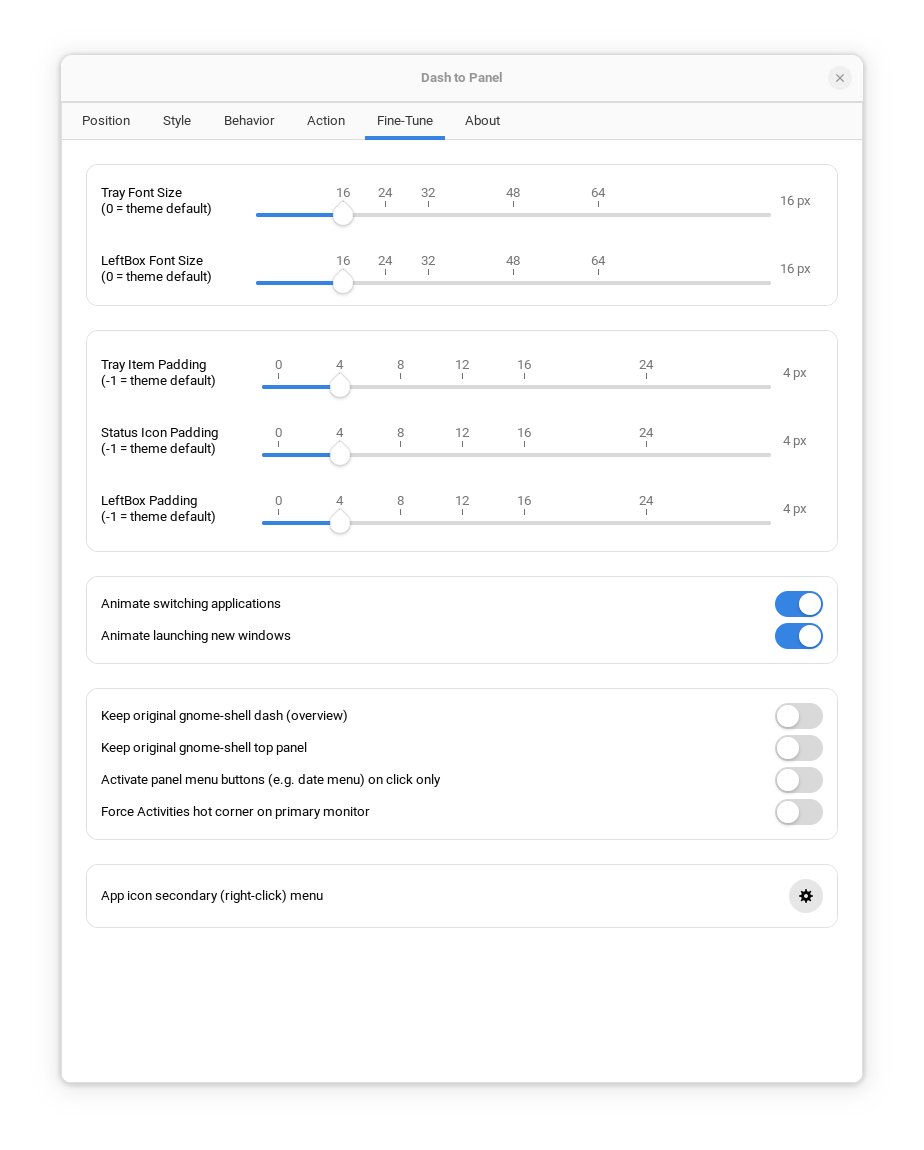 Dash to Panel
Position Style Behavior Action Fine-Tune About
Tray Font Size
(0 = theme default)
16 24 32 48 64
16 px
LeftBox Font Size
(0 = theme default)
16 24 32 48 64
16 px
Tray Item Padding
(-1 = theme default)
0 4 8 12 16 24
4 px
Status Icon Padding
(-1 = theme default)
0 4 8 12 16 24
4 px
LeftBox Padding
(-1 = theme default)
0 4 8 12 16 24
4 px
Animate switching applications
Animate launching new windows
Keep original gnome-shell dash (overview)
Keep original gnome-shell top panel
Activate panel menu buttons (e.g. date menu) on click only
Force Activities hot corner on primary monitor
App icon secondary (right-click) menu